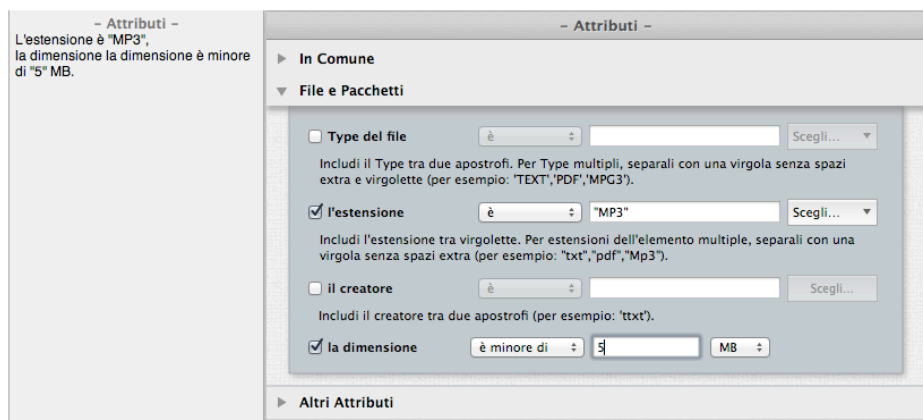 – Attributi –
L'estensione è "MP3",
la dimensione la dimensione è minore
di "5" MB.
– Attributi –
In Comune
File e Pacchetti
Type del file è Scegli...
Includi il Type tra due apostrofi. Per Type multipli, separali con una virgola senza spazi
extra e virgolette (per esempio: 'TEXT','PDF','MPG3').
l'estensione è "MP3" Scegli...
Includi l'estensione tra virgolette. Per estensioni dell'elemento multiple, separali con una
virgola senza spazi extra (per esempio: "txt","pdf","Mp3").
il creatore è Scegli...
Includi il creatore tra due apostrofi (per esempio: 'ttxt').
la dimensione è minore di 5 MB
Altri Attributi